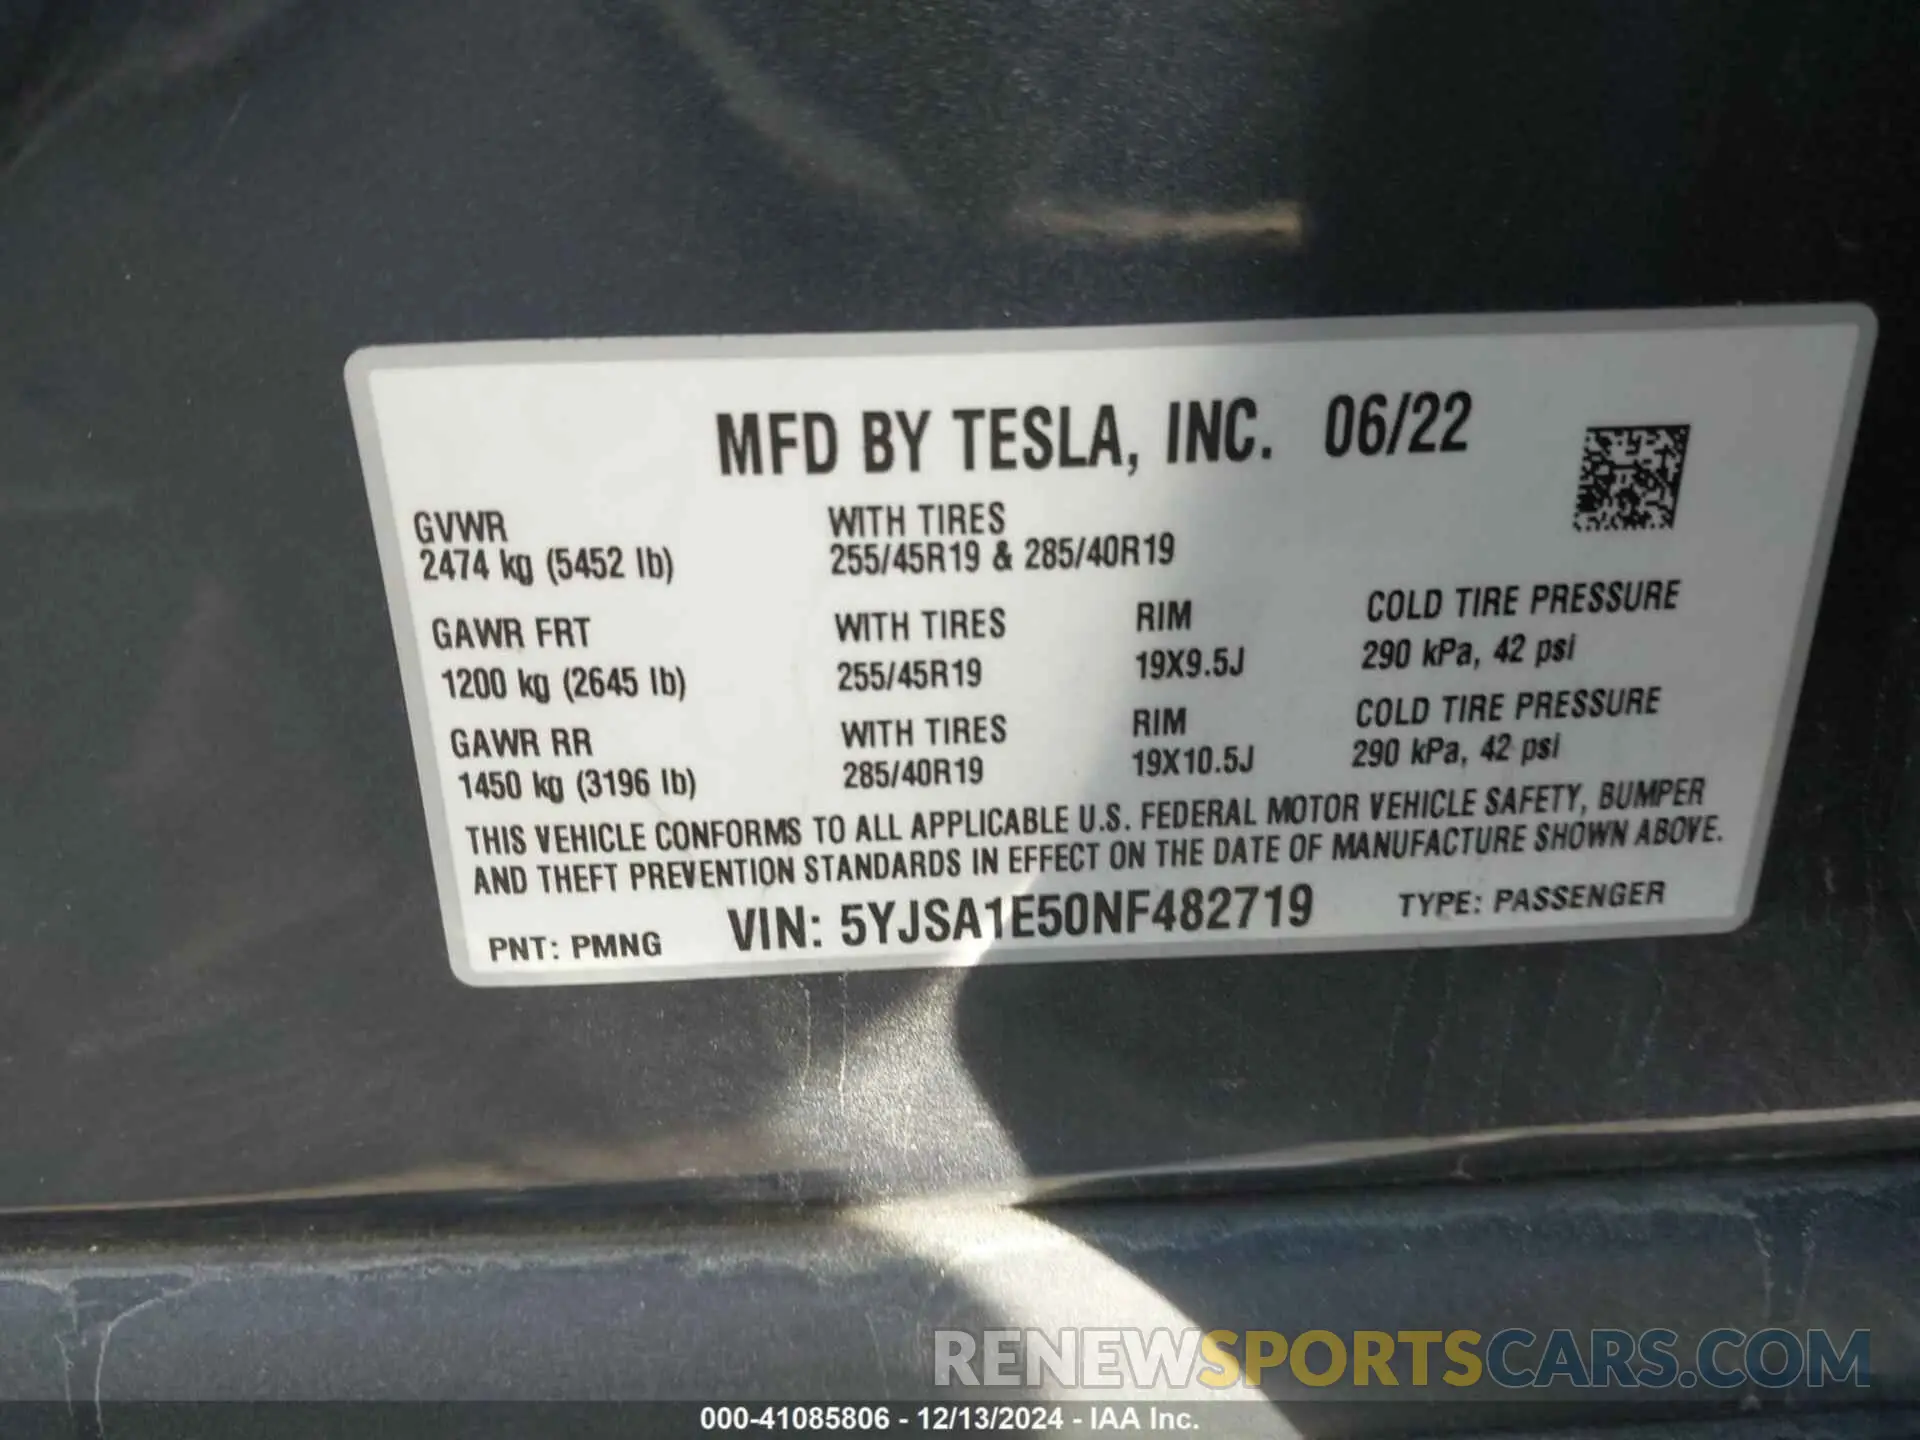 MFD BY TESLA, INC. 06/22
GVWR WITH TIRES
2474 kg (5452 lb) 255/45R19 & 285/40R19
GAWR FRT WITH TIRES RIM COLD TIRE PRESSURE
1200 kg (2645 lb) 255/45R19 19X9.5J 290 kPa, 42 psi
GAWR RR WITH TIRES RIM COLD TIRE PRESSURE
1450 kg (3196 lb) 285/40R19 19X10.5J 290 kPa, 42 psi
THIS VEHICLE CONFORMS TO ALL APPLICABLE U.S. FEDERAL MOTOR VEHICLE SAFETY, BUMPER
AND THEFT PREVENTION STANDARDS IN EFFECT ON THE DATE OF MANUFACTURE SHOWN ABOVE.
PNT: PMNG VIN: 5YJSA1E50NF482719 TYPE: PASSENGER
RENEWSPORTSCARS.COM
000-41085806 - 12/13/2024 - IAA Inc.